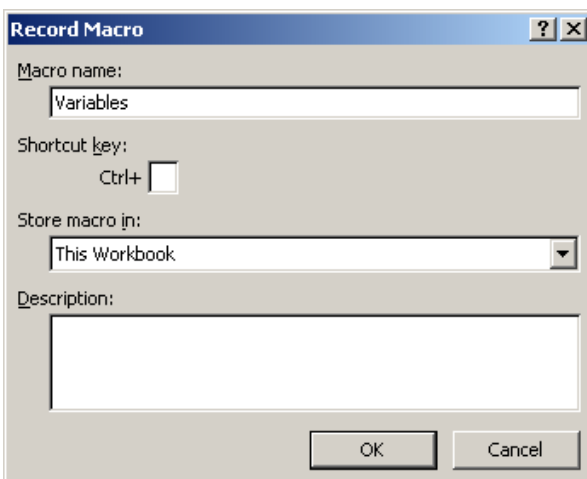 Record Macro
Macro name:
Variables
Shortcut key:
Ctrl+
Store macro in:
This Workbook
Description:
OK Cancel